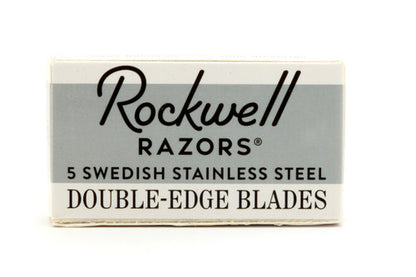 Rockwell
RAZORS®
5 SWEDISH STAINLESS STEEL
DOUBLE-EDGE BLADES